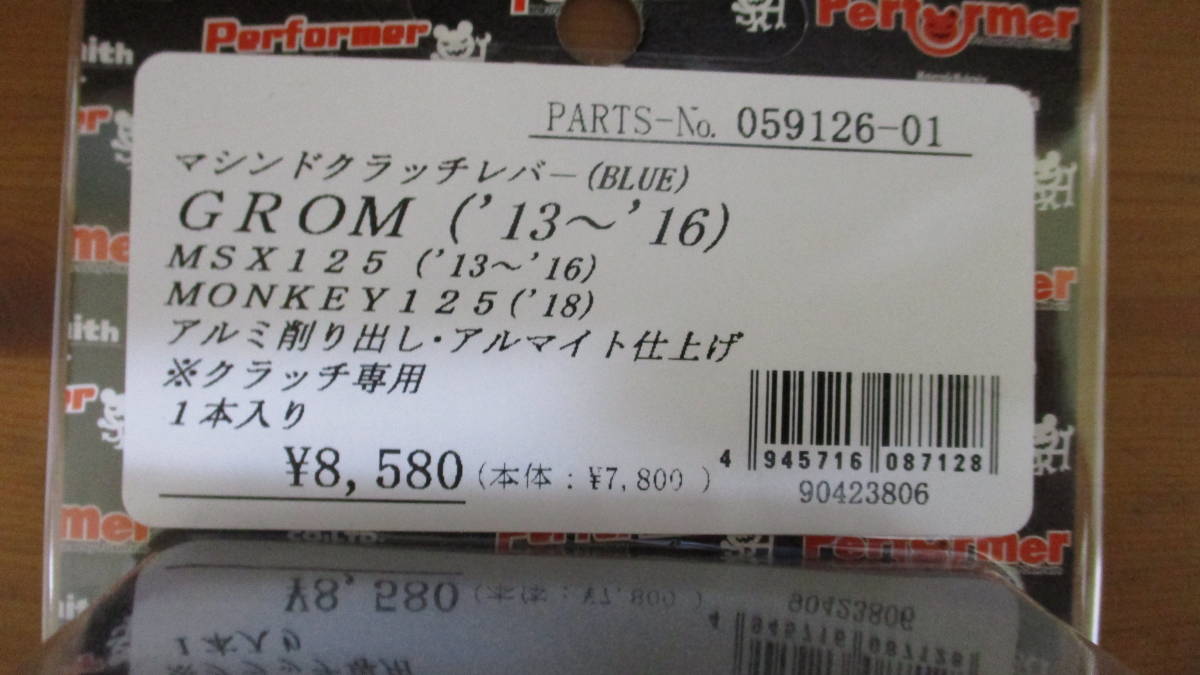 Performer
Performer
PARTS-No. 059126-01
マシンドクラッチレバー(BLUE)
GROM ('13～'16)
MSX125 ('13～'16)
MONKEY125('18)
アルミ削り出し・アルマイト仕上げ
※クラッチ専用
1本入り
¥8,580 (本体:¥7,800 )
4 945716 087128
90423806
Performer
CO.LTD.